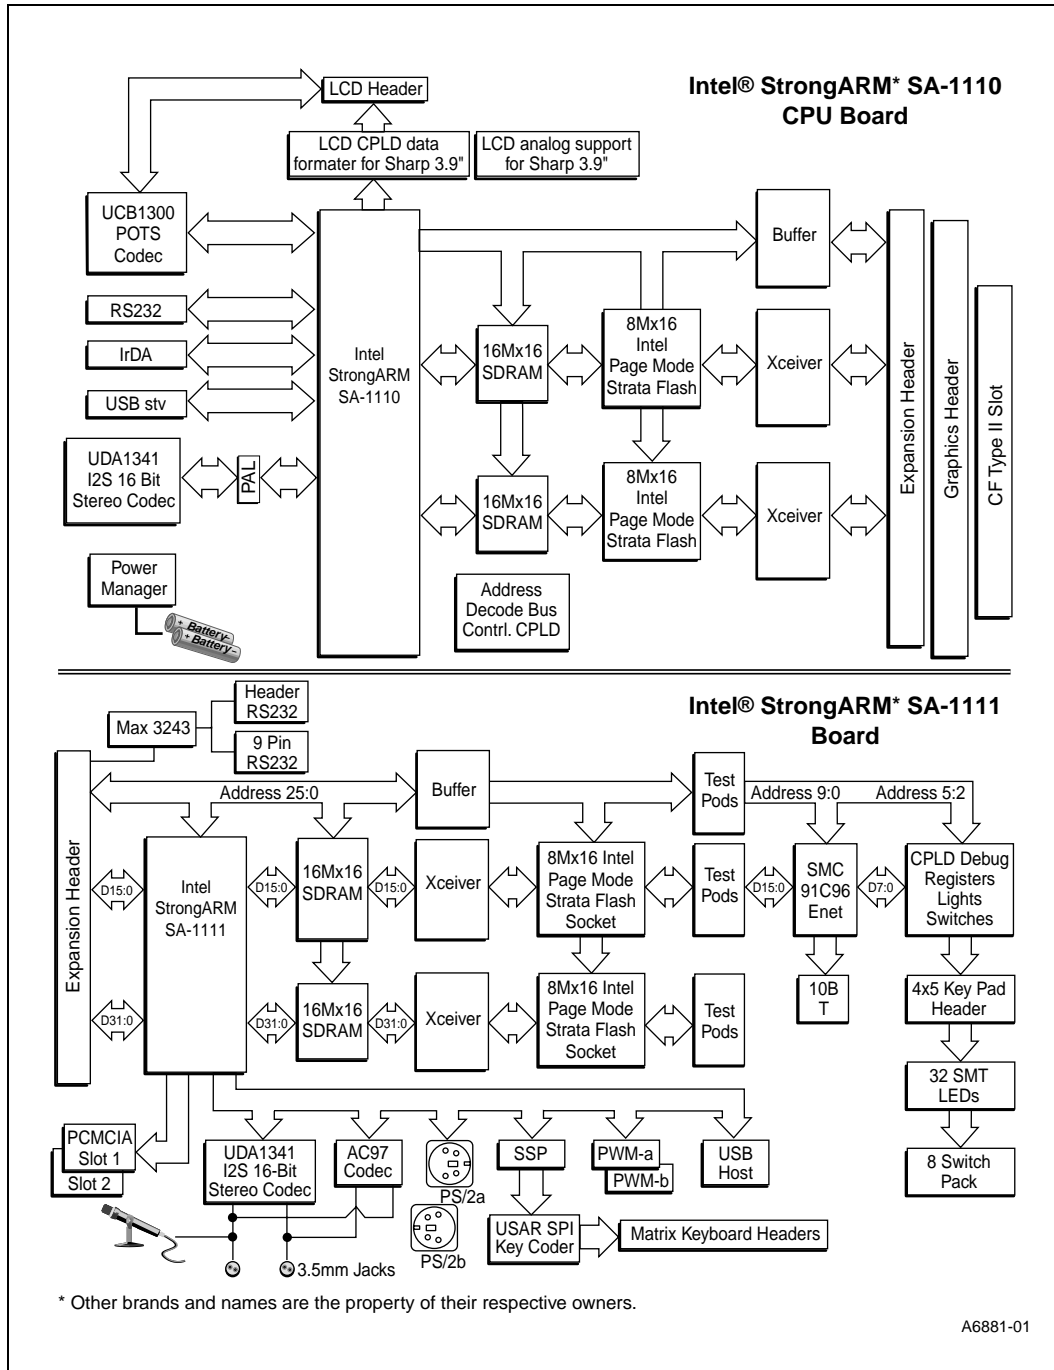 Intel® StrongARM* SA-1110
CPU Board
LCD Header
LCD CPLD data
formater for Sharp 3.9"
LCD analog support
for Sharp 3.9"
UCB1300
POTS
Codec
RS232
IrDA
USB stv
UDA1341
I2S 16 Bit
Stereo Codec
PAL
Power
Manager
+ Battery-
+ Battery-
Intel
StrongARM
SA-1110
16Mx16
SDRAM
16Mx16
SDRAM
8Mx16
Intel
Page Mode
Strata Flash
8Mx16
Intel
Page Mode
Strata Flash
Address
Decode Bus
Contrl. CPLD
Buffer
Xceiver
Xceiver
Expansion Header
Graphics Header
CF Type II Slot
Intel® StrongARM* SA-1111
Board
Header
RS232
Max 3243
9 Pin
RS232
Expansion Header
Address 25:0
Buffer
Test
Pods
Address 9:0
Address 5:2
D15:0
Intel
StrongARM
SA-1111
D15:0
16Mx16
SDRAM
D15:0
Xceiver
8Mx16 Intel
Page Mode
Strata Flash
Socket
Test
Pods
D15:0
SMC
91C96
Enet
D7:0
CPLD Debug
Registers
Lights
Switches
D31:0
D31:0
16Mx16
SDRAM
D31:0
Xceiver
8Mx16 Intel
Page Mode
Strata Flash
Socket
Test
Pods
10B
T
4x5 Key Pad
Header
32 SMT
LEDs
8 Switch
Pack
PCMCIA
Slot 1
Slot 2
UDA1341
I2S 16-Bit
Stereo Codec
AC97
Codec
PS/2a
PS/2b
SSP
PWM-a
PWM-b
USB
Host
USAR SPI
Key Coder
Matrix Keyboard Headers
3.5mm Jacks
* Other brands and names are the property of their respective owners.
A6881-01